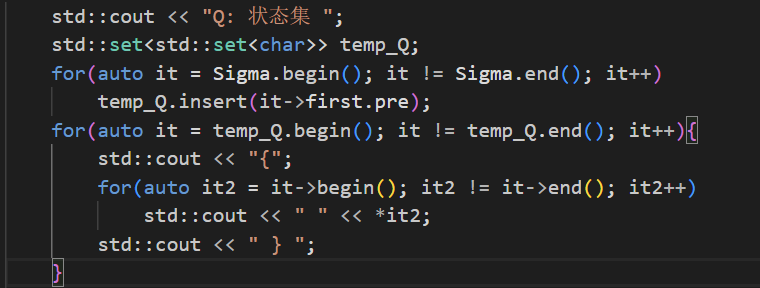 std::cout << "Q: 状态集 ";
std::set<std::set<char>> temp_Q;
for(auto it = Sigma.begin(); it != Sigma.end(); it++)
    temp_Q.insert(it->first.pre);
for(auto it = temp_Q.begin(); it != temp_Q.end(); it++){
    std::cout << "{";
    for(auto it2 = it->begin(); it2 != it->end(); it2++)
        std::cout << " " << *it2;
    std::cout << " } ";
}